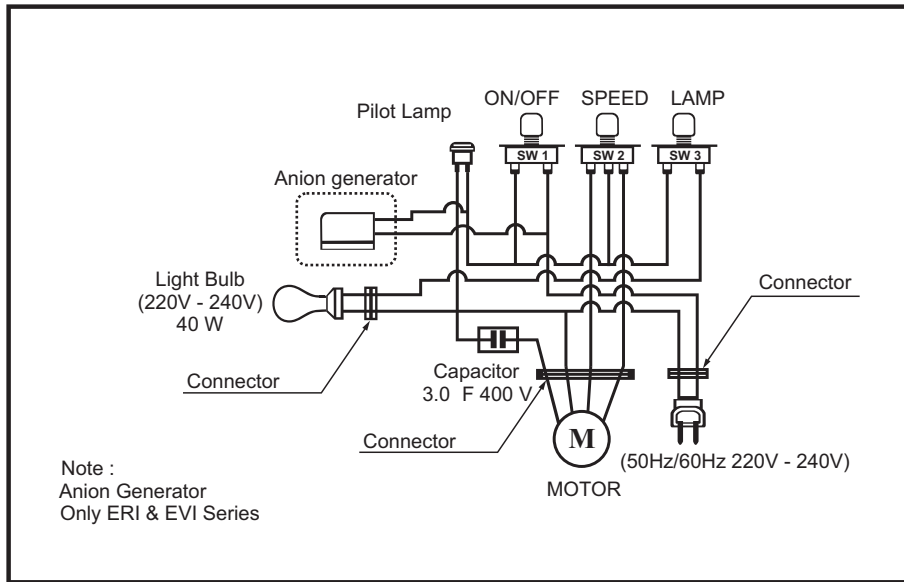 ON/OFF SPEED LAMP
Pilot Lamp
SW 1 SW 2 SW 3
Anion generator
Light Bulb
(220V - 240V)
40 W
Connector
Connector
Capacitor
3.0 F 400 V
Connector
M
(50Hz/60Hz 220V - 240V)
MOTOR
Note :
Anion Generator
Only ERI & EVI Series